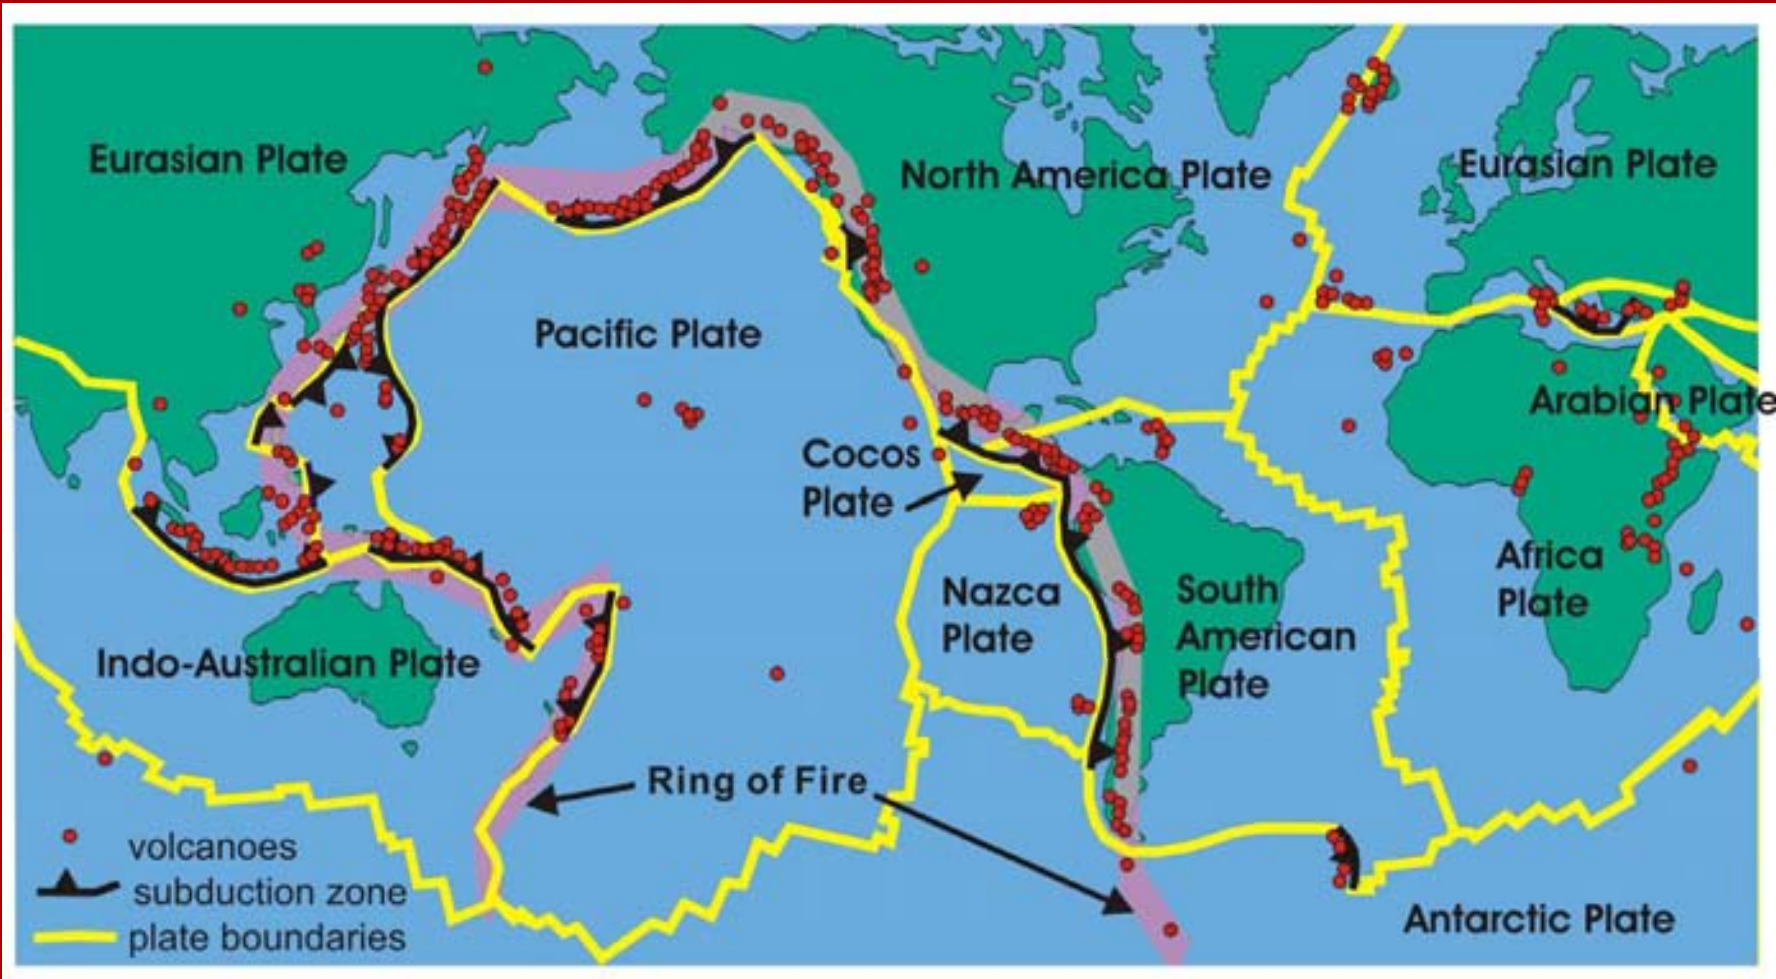 Eurasian Plate
North America Plate
Eurasian Plate
Pacific Plate
Arabian Plate
Cocos
Plate
Africa
Plate
Nazca
Plate
South
American
Plate
Indo-Australian Plate
Ring of Fire
volcanoes
subduction zone
plate boundaries
Antarctic Plate